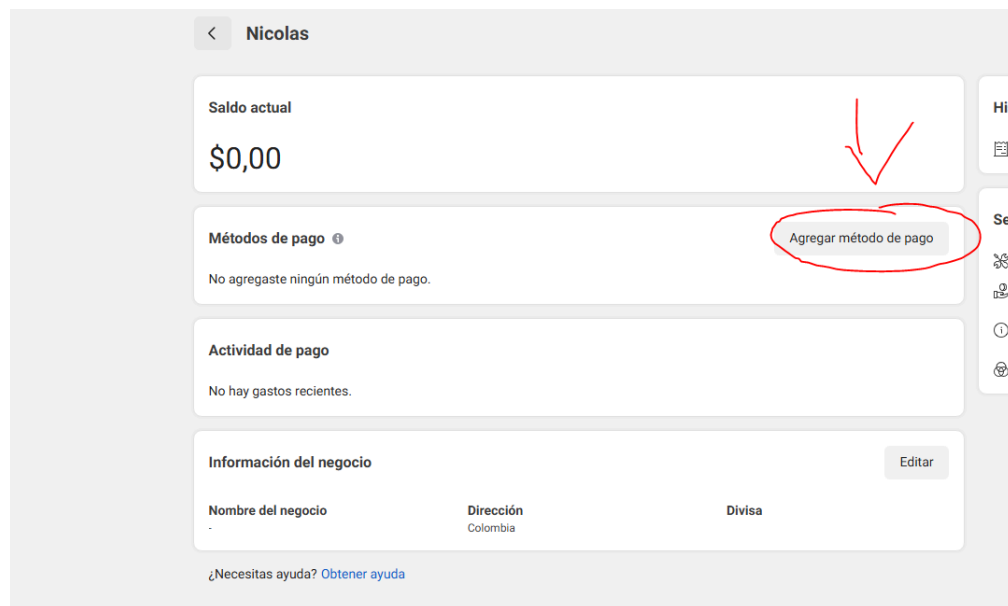 Nicolas
Saldo actual
$0,00
Métodos de pago
Agregar método de pago
No agregaste ningún método de pago.
Actividad de pago
No hay gastos recientes.
Información del negocio
Editar
Nombre del negocio Dirección Divisa
- Colombia
¿Necesitas ayuda? Obtener ayuda
Hi
Se